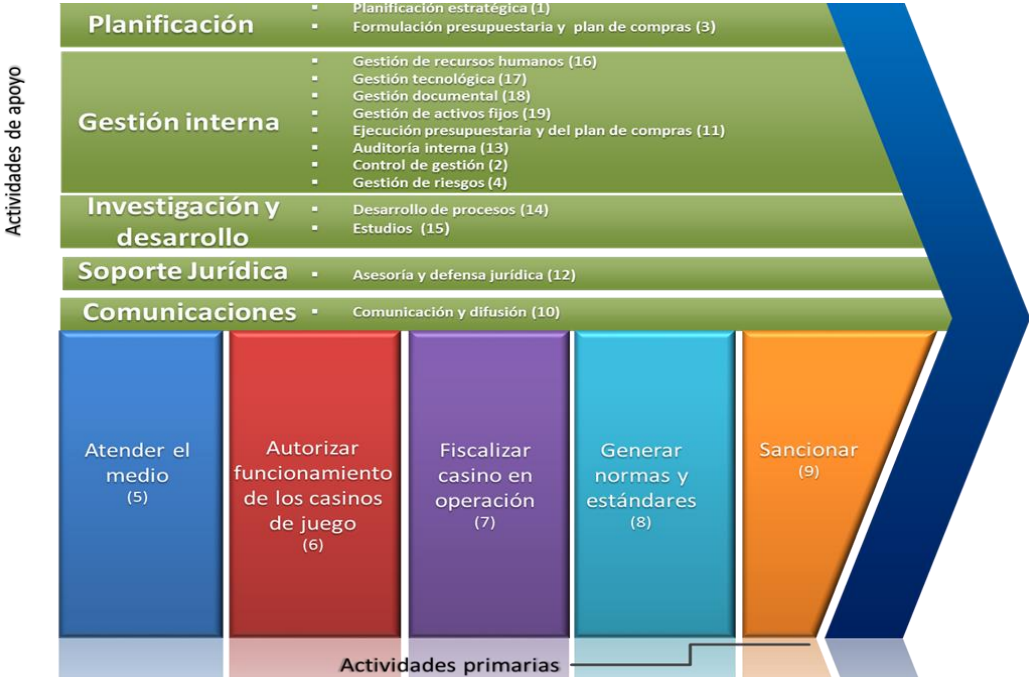 Actividades de apoyo
Planificación
▪ Planificación estratégica (1)
▪ Formulación presupuestaria y plan de compras (3)
Gestión interna
▪ Gestión de recursos humanos (16)
▪ Gestión tecnológica (17)
▪ Gestión documental (18)
▪ Gestión de activos fijos (19)
▪ Ejecución presupuestaria y del plan de compras (11)
▪ Auditoría interna (13)
▪ Control de gestión (2)
▪ Gestión de riesgos (4)
Investigación y
desarrollo
▪ Desarrollo de procesos (14)
▪ Estudios (15)
Soporte Jurídica
▪ Asesoría y defensa jurídica (12)
Comunicaciones
▪ Comunicación y difusión (10)
Atender el
medio
(5)
Autorizar
funcionamiento
de los casinos
de juego
(6)
Fiscalizar
casino en
operación
(7)
Generar
normas y
estándares
(8)
Sancionar
(9)
Actividades primarias